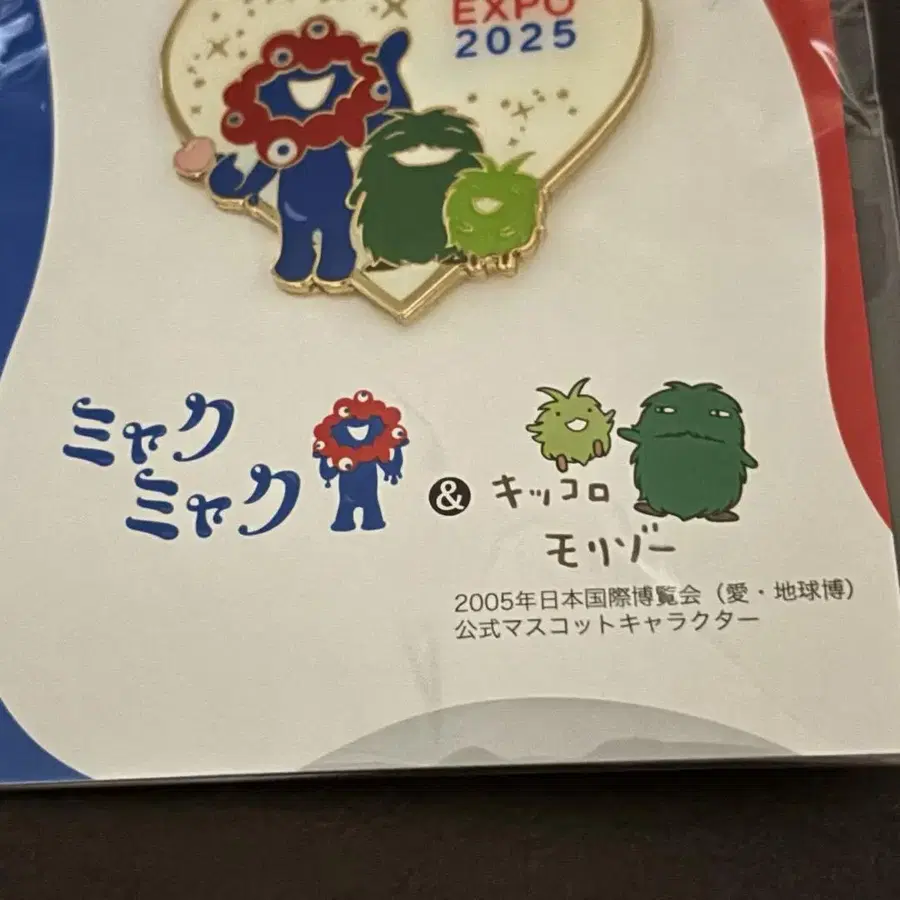 EXPO
2025
ミャク
ミャク
&
キッコロ
モリゾー
2005年日本国際博覧会（愛・地球博）
公式マスコットキャラクター